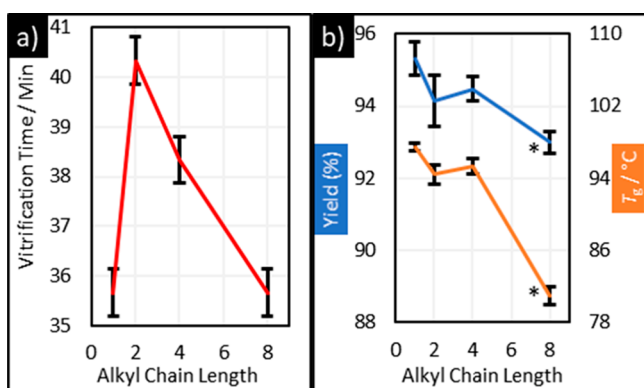 a)
Vitrification Time / Min
41
40
39
38
37
36
35
0 2 4 6 8
Alkyl Chain Length
b)
Yield (%)
96
94
92
90
88
*
*
110
102
94
86
78
Tg / °C
0 2 4 6 8
Alkyl Chain Length